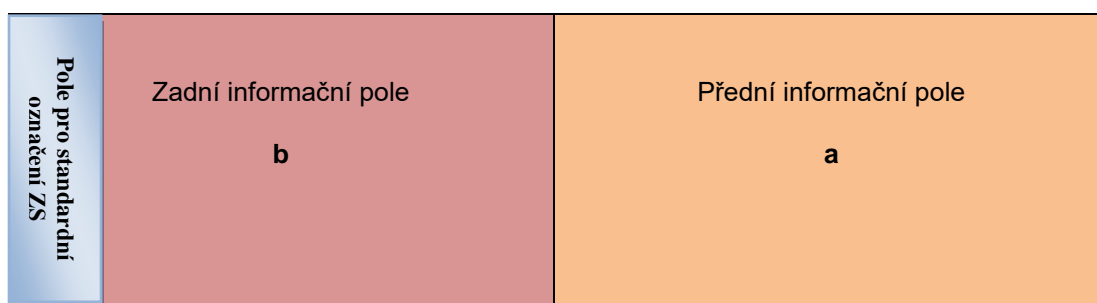 Pole pro standardní
označení ZS
Zadní informační pole
b
Přední informační pole
a